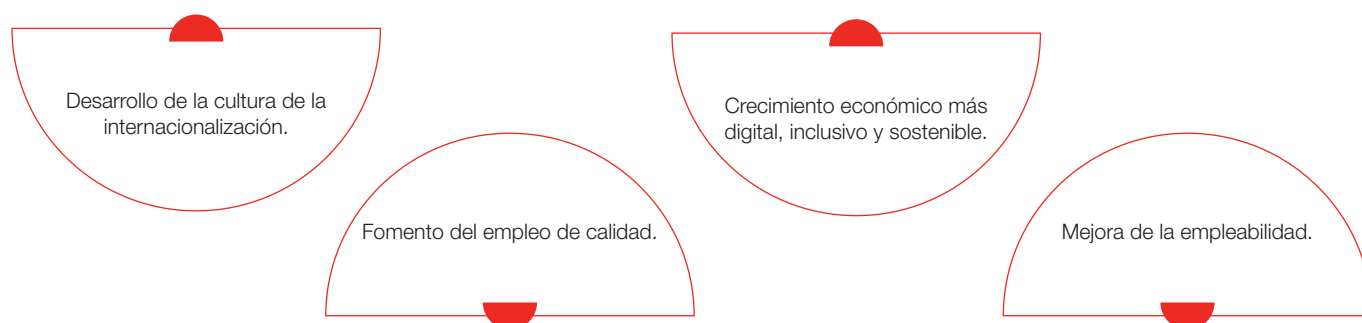 Desarrollo de la cultura de la
internacionalización.
Fomento del empleo de calidad.
Crecimiento económico más
digital, inclusivo y sostenible.
Mejora de la empleabilidad.